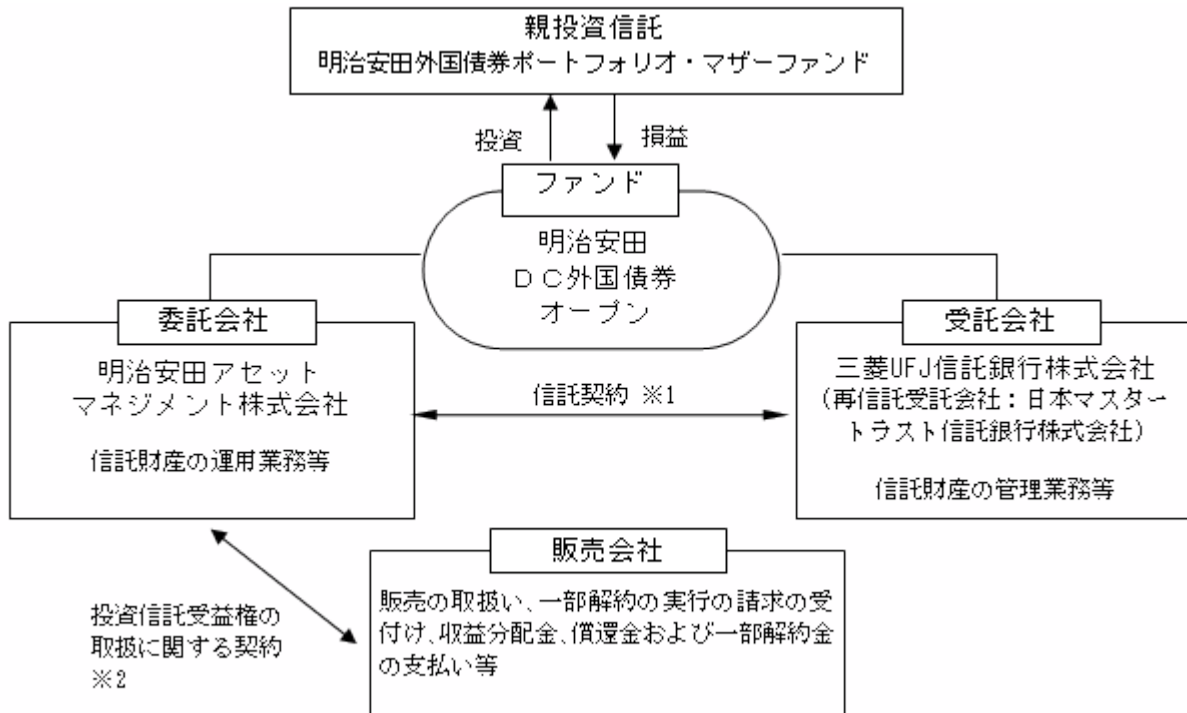 親投資信託
明治安田外国債券ポートフォリオ・マザーファンド
投資
損益
ファンド
明治安田
ＤＣ外国債券
オープン
委託会社
明治安田アセット
マネジメント株式会社
信託財産の運用業務等
信託契約 ※1
受託会社
三菱UFJ信託銀行株式会社
(再信託受託会社：日本マスター
トラスト信託銀行株式会社)
信託財産の管理業務等
販売会社
販売の取扱い、一部解約の実行の請求の受
付け、収益分配金、償還金および一部解約金
の支払い等
投資信託受益権の
取扱に関する契約
※2